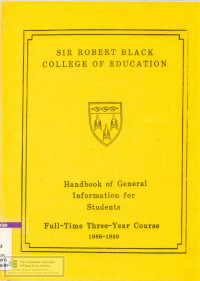 SIR ROBERT BLACK
COLLEGE OF EDUCATION
Handbook of General
Information for
Students
Full-Time Three-Year Course
1986-1989